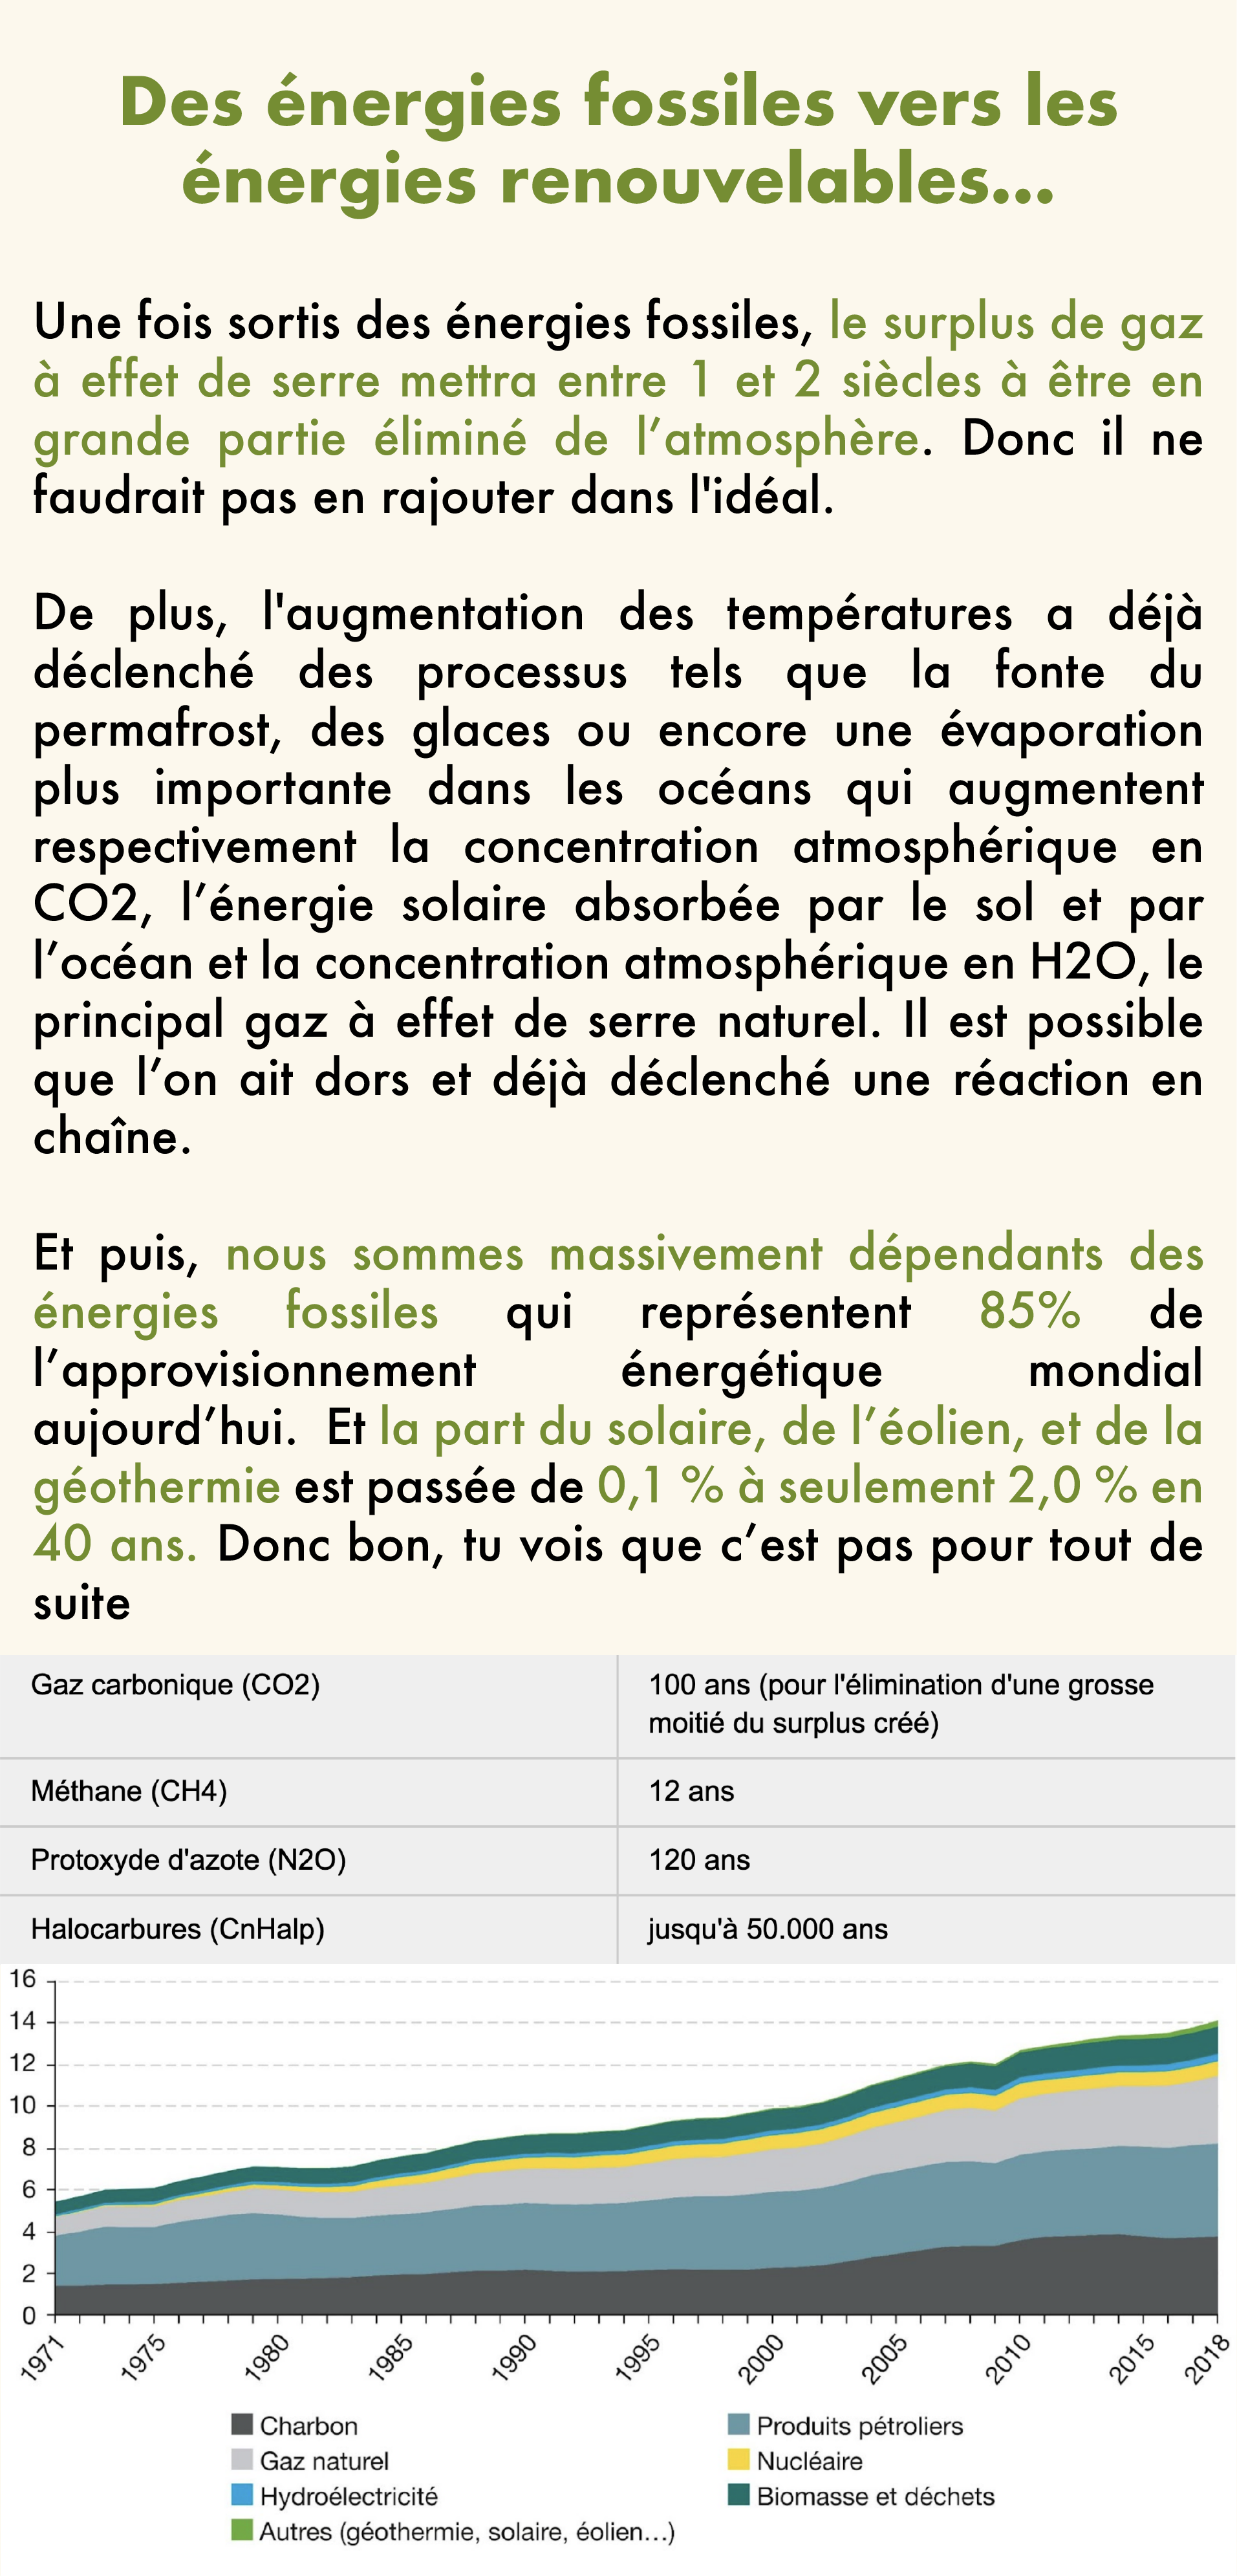 Des énergies fossiles vers les
énergies renouvelables...
Une fois sortis des énergies fossiles, le surplus de gaz
à effet de serre mettra entre 1 et 2 siècles à être en
grande partie éliminé de l’atmosphère. Donc il ne
faudrait pas en rajouter dans l'idéal.
De plus, l'augmentation des températures a déjà
déclenché des processus tels que la fonte du
permafrost, des glaces ou encore une évaporation
plus importante dans les océans qui augmentent
respectivement la concentration atmosphérique en
CO2, l’énergie solaire absorbée par le sol et par
l’océan et la concentration atmosphérique en H2O, le
principal gaz à effet de serre naturel. Il est possible
que l’on ait dors et déjà déclenché une réaction en
chaîne.
Et puis, nous sommes massivement dépendants des
énergies fossiles qui représentent 85% de
l’approvisionnement énergétique mondial
aujourd’hui. Et la part du solaire, de l’éolien, et de la
géothermie est passée de 0,1 % à seulement 2,0 % en
40 ans. Donc bon, tu vois que c’est pas pour tout de
suite
Gaz carbonique (CO2) 100 ans (pour l'élimination d'une grosse
moitié du surplus créé)
Méthane (CH4) 12 ans
Protoxyde d'azote (N2O) 120 ans
Halocarbures (CnHalp) jusqu'à 50.000 ans
16
14
12
10
8
6
4
2
0
1971 1975 1980 1985 1990 1995 2000 2005 2010 2015 2018
Charbon Produits pétroliers
Gaz naturel Nucléaire
Hydroélectricité Biomasse et déchets
Autres (géothermie, solaire, éolien...)